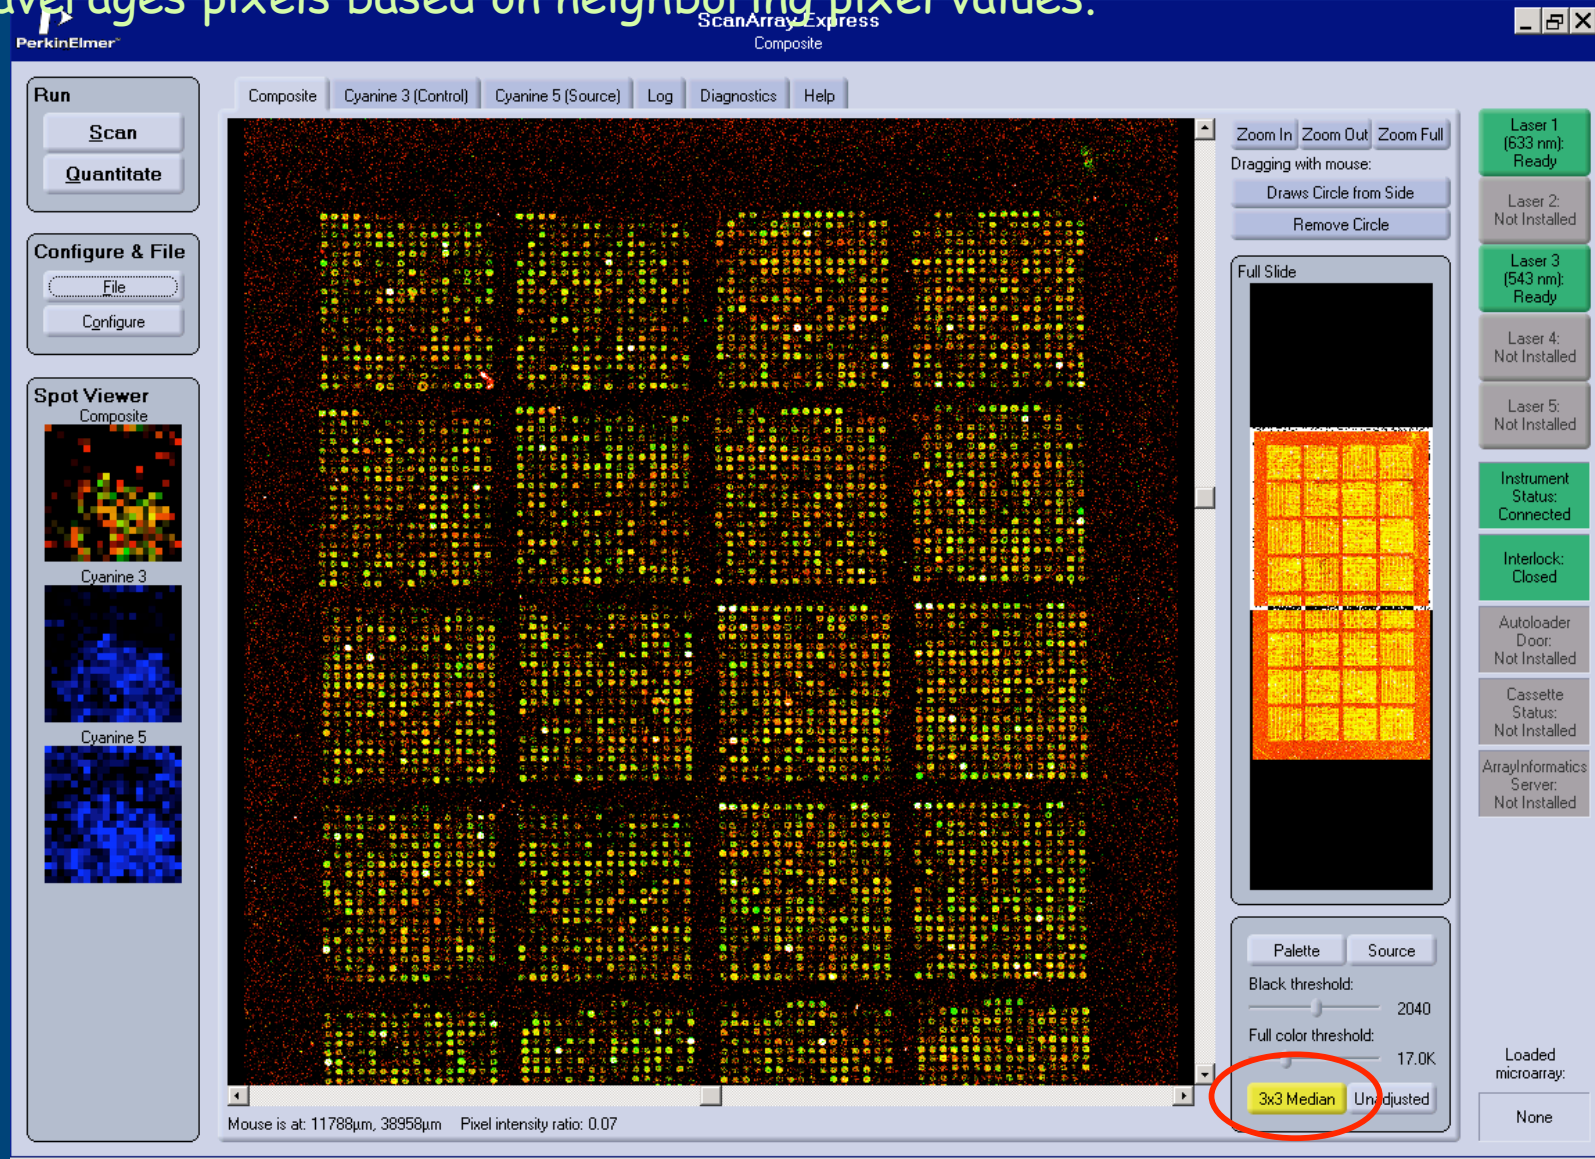 averages pixels based on neighboring pixel values.
ScanArray Express
Composite
PerkinElmer
Run
Scan
Quantitate
Configure & File
File
Configure
Spot Viewer
Composite
Cyanine 3
Cyanine 5
Composite
Cyanine 3 (Control)
Cyanine 5 (Source)
Log
Diagnostics
Help
Mouse is at: 11788µm, 38958µm
Pixel intensity ratio: 0.07
Zoom In
Zoom Out
Zoom Full
Dragging with mouse:
Draws Circle from Side
Remove Circle
Full Slide
Palette
Source
Black threshold:
2040
Full color threshold:
17.0K
3x3 Median
Unadjusted
Laser 1
(633 nm):
Ready
Laser 2:
Not Installed
Laser 3
(543 nm):
Ready
Laser 4:
Not Installed
Laser 5:
Not Installed
Instrument
Status:
Connected
Interlock:
Closed
Autoloader
Door:
Not Installed
Cassette
Status:
Not Installed
ArrayInformatics
Server:
Not Installed
Loaded
microarray:
None